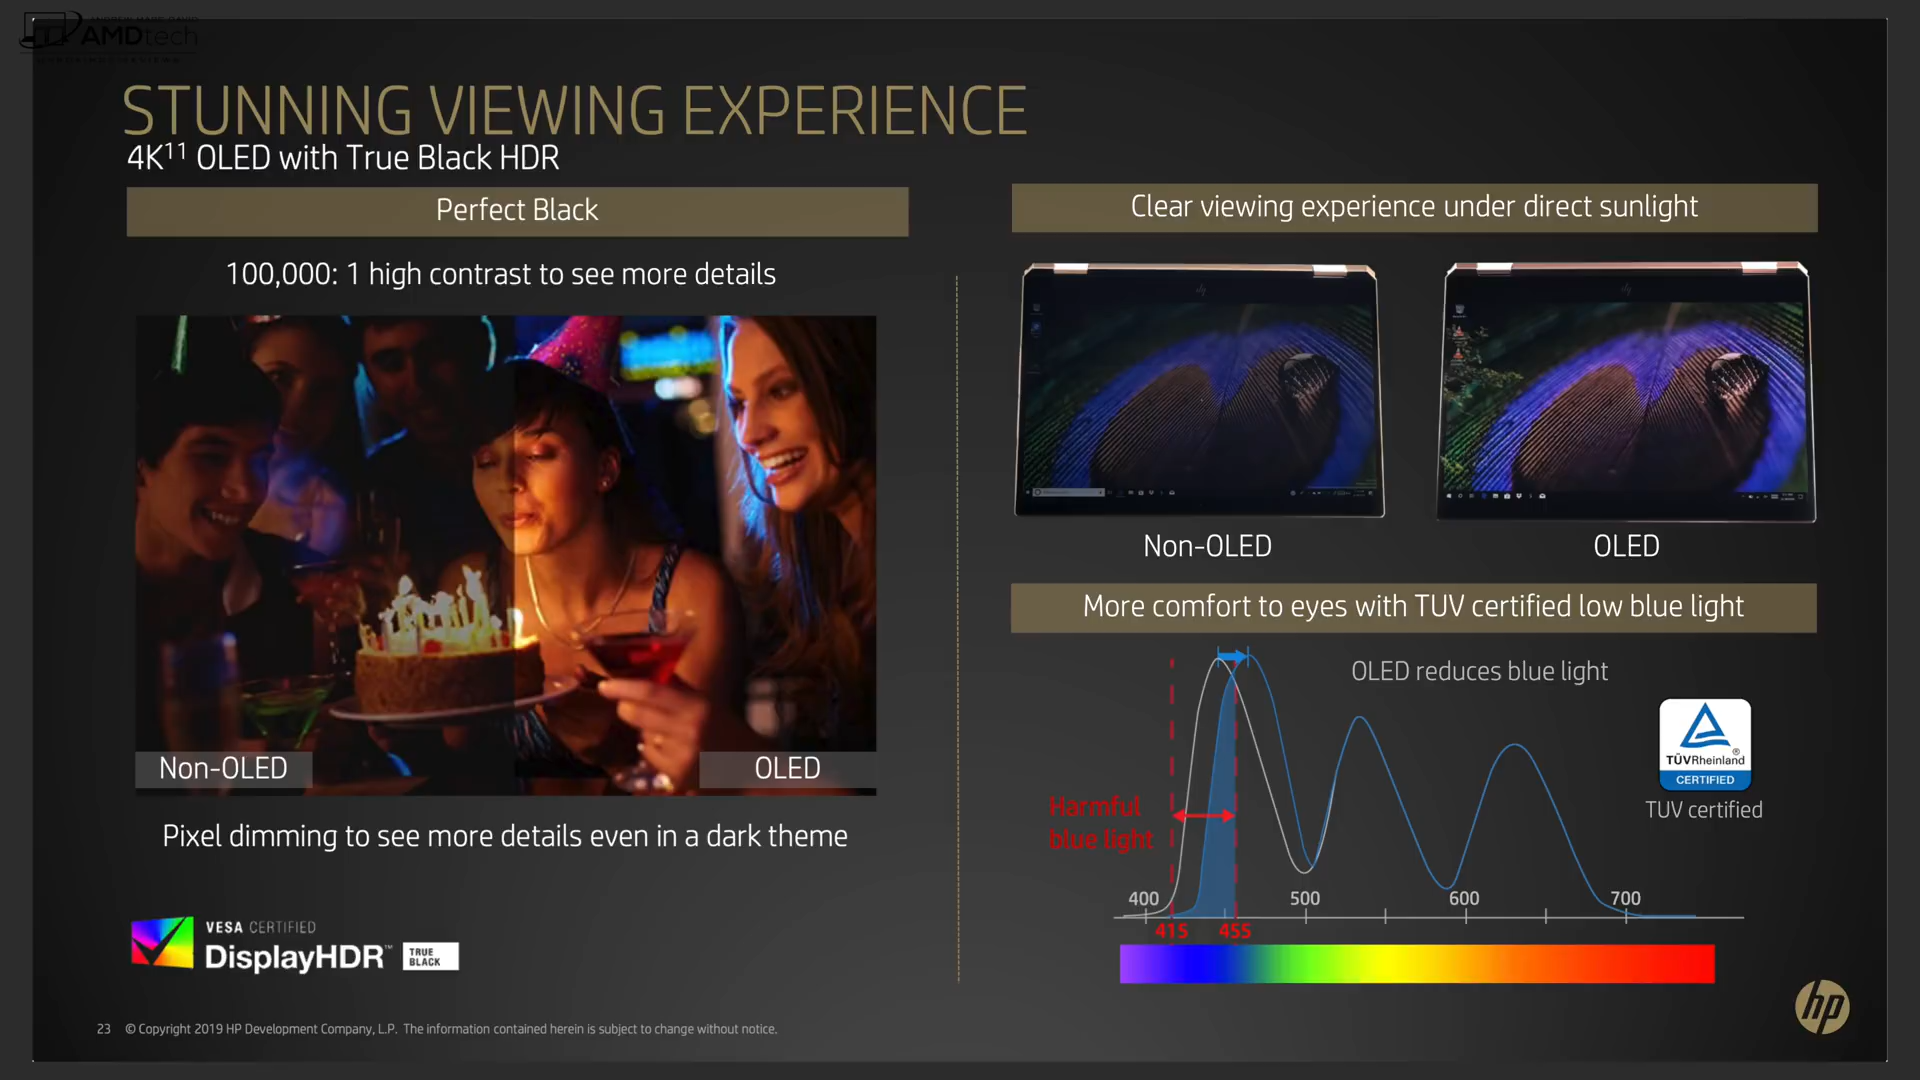 AMDtech
STUNNING VIEWING EXPERIENCE
4K¹¹ OLED with True Black HDR
Perfect Black
100,000: 1 high contrast to see more details
Non-OLED
OLED
Pixel dimming to see more details even in a dark theme
VESA CERTIFIED
DisplayHDR™
TRUE
BLACK
Clear viewing experience under direct sunlight
Non-OLED
OLED
More comfort to eyes with TUV certified low blue light
OLED reduces blue light
Harmful
blue light
400
500
600
700
415
455
TÜVRheinland®
CERTIFIED
TUV certified
23 © Copyright 2019 HP Development Company, L.P. The information contained herein is subject to change without notice.
hp